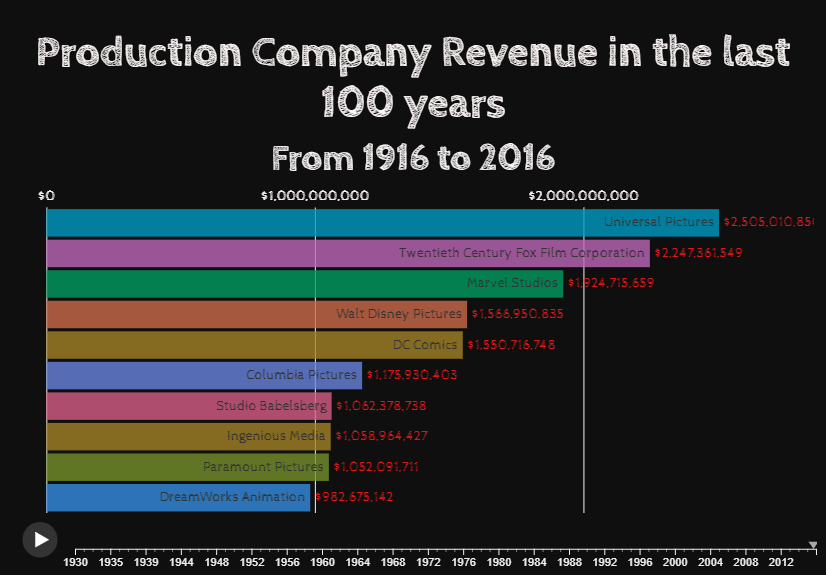 Production Company Revenue in the last
100 years
From 1916 to 2016
$0 $1,000,000,000 $2,000,000,000
Universal Pictures $2,505,010,85
Twentieth Century Fox Film Corporation $2,247,361,549
Marvel Studios $1,924,715,659
Walt Disney Pictures $1,566,950,835
DC Comics $1,550,716,748
Columbia Pictures $1,175,930,403
Studio Babelsberg $1,062,378,738
Ingenious Media $1,058,964,427
Paramount Pictures $1,052,091,711
DreamWorks Animation $982,675,142
1930 1935 1939 1944 1948 1952 1956 1960 1964 1968 1972 1976 1980 1984 1988 1992 1996 2000 2004 2008 2012